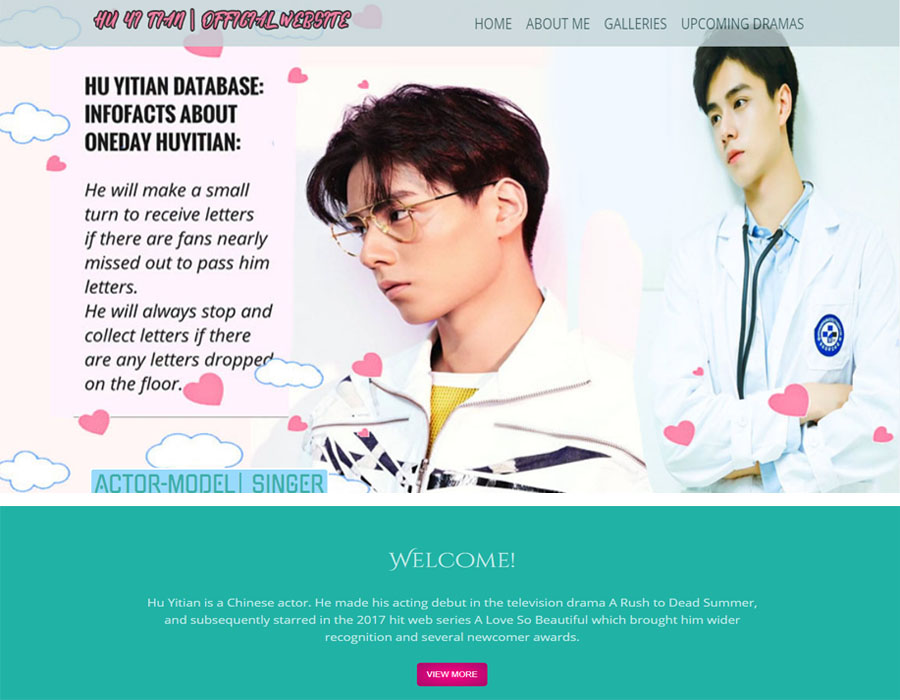 HU YI TIAN | OFFICIAL WEBSITE
HOME ABOUT ME GALLERIES UPCOMING DRAMAS
HU YITIAN DATABASE:
INFOFACTS ABOUT
ONEDAY HUYITIAN:
He will make a small
turn to receive letters
if there are fans nearly
missed out to pass him
letters.
He will always stop and
collect letters if there
are any letters dropped
on the floor.
ACTOR-MODEL| SINGER
Welcome!
Hu Yitian is a Chinese actor. He made his acting debut in the television drama A Rush to Dead Summer,
and subsequently starred in the 2017 hit web series A Love So Beautiful which brought him wider
recognition and several newcomer awards.
VIEW MORE